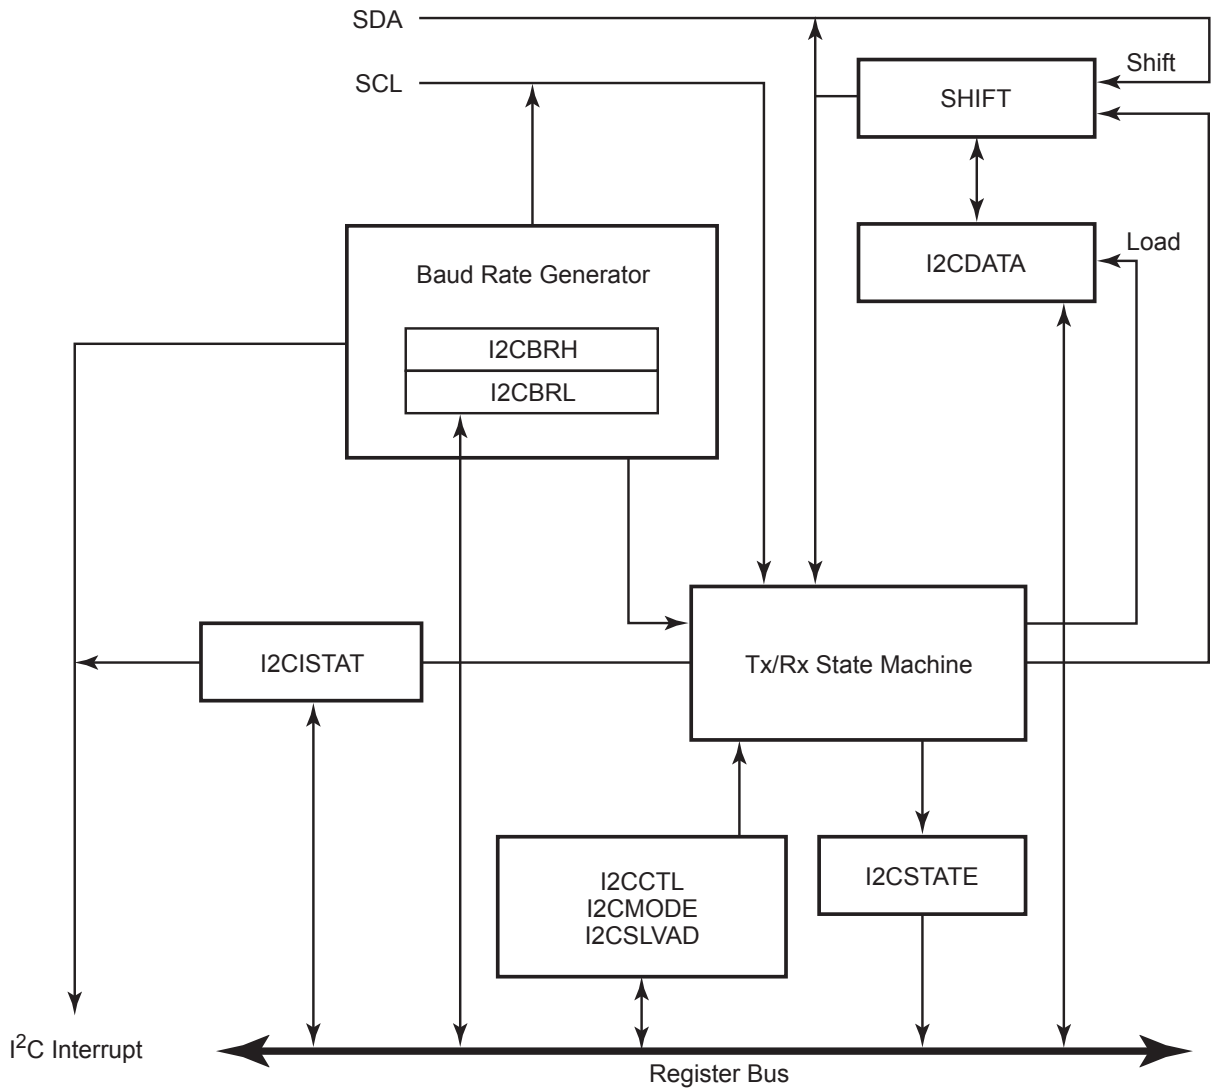 SDA
SCL
Shift
SHIFT
Load
I2CDATA
Baud Rate Generator
I2CBRH
I2CBRL
I2CISTAT
Tx/Rx State Machine
I2CCTL
I2CMODE
I2CSLVAD
I2CSTATE
I²C Interrupt
Register Bus